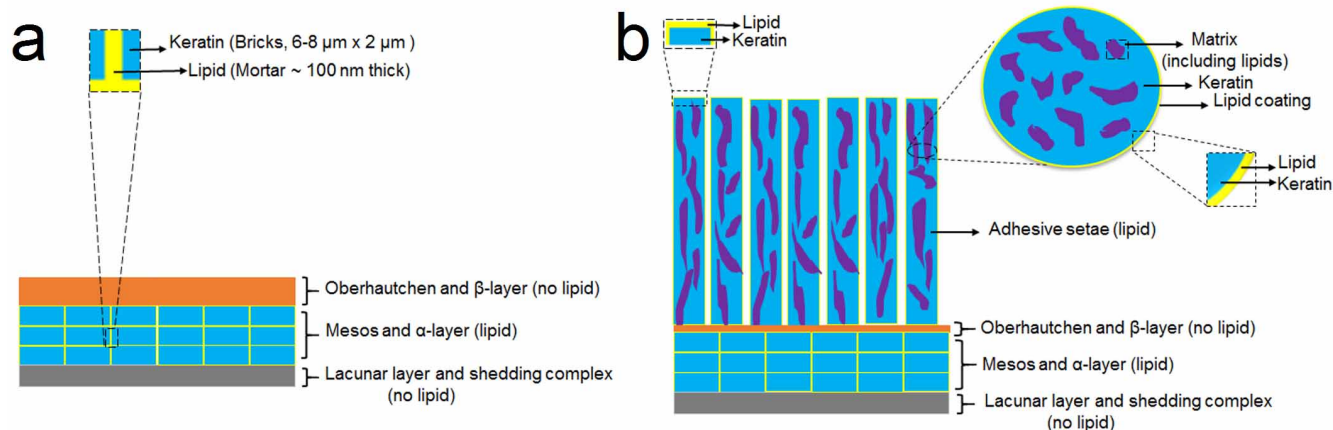 a
Keratin (Bricks, 6-8 µm x 2 µm )
Lipid (Mortar ~ 100 nm thick)
Oberhautchen and β-layer (no lipid)
Mesos and α-layer (lipid)
Lacunar layer and shedding complex
(no lipid)
b
Lipid
Keratin
Matrix
(including lipids)
Keratin
Lipid coating
Lipid
Keratin
Adhesive setae (lipid)
Oberhautchen and β-layer (no lipid)
Mesos and α-layer (lipid)
Lacunar layer and shedding complex
(no lipid)